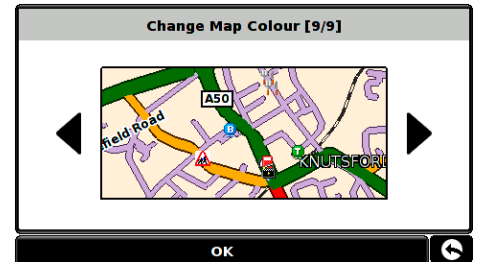 Change Map Colour [9/9]
A50
field Road
B
T
KNUTSFORD
OK